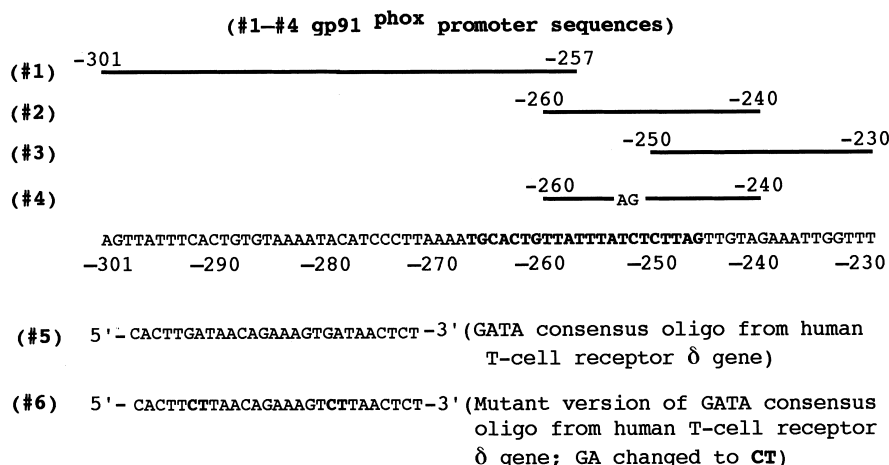 (#1—#4 gp91 phox promoter sequences)
(#1) -301 -257
(#2) -260 -240
(#3) -250 -230
(#4) -260 AG -240
AGTTATTTCACTGTGTAAAATACATCCCTTAAAATGCACTGTTATTTATCTCTTAGTTGTAGAAATTGGTTT
—301 —290 —280 —270 —260 —250 —240 —230
(#5) 5'-CACTTGATAACAGAAAGTGATAACTCT-3' (GATA consensus oligo from human
T-cell receptor δ gene)
(#6) 5'-CACTTCTTAACAGAAAGTCTTAACTCT-3' (Mutant version of GATA consensus
oligo from human T-cell receptor
δ gene; GA changed to CT)